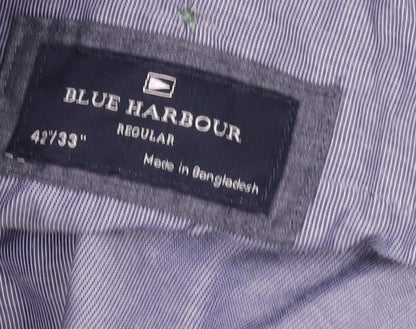 BLUE HARBOUR
REGULAR
42"/33"
Made in Bangladesh